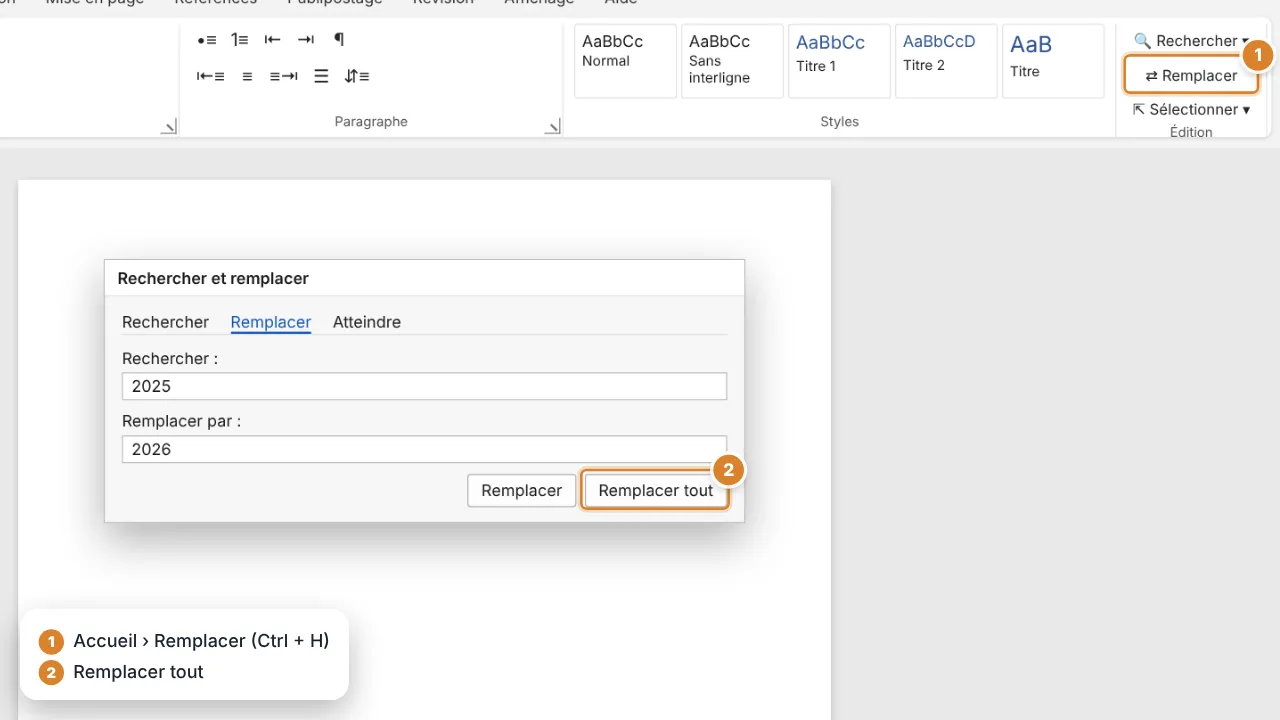 Mise en page Références Publipostage Révision Affichage Aide
Rechercher ▾
Remplacer
Sélectionner ▾
Édition
1
AaBbCc
Normal
AaBbCc
Sans
interligne
AaBbCc
Titre 1
AaBbCcD
Titre 2
AaB
Titre
Paragraphe
Styles
Rechercher et remplacer
Rechercher Remplacer Atteindre
Rechercher :
2025
Remplacer par :
2026
Remplacer Remplacer tout
2
1 Accueil › Remplacer (Ctrl + H)
2 Remplacer tout